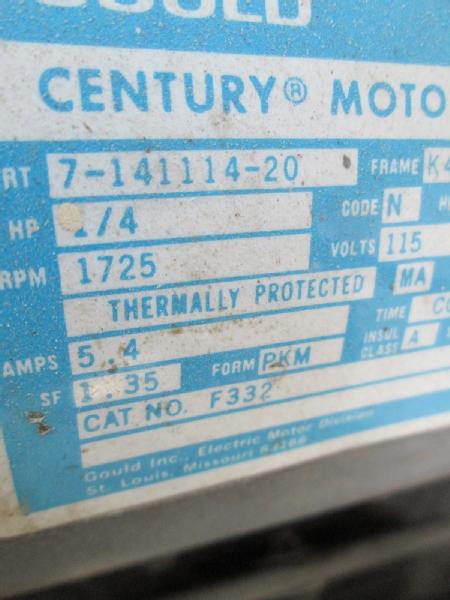 GOULD
CENTURY® MOTO
RT 7-141114-20 FRAME K4
HP 1/4 CODE N H
RPM 1725 VOLTS 115
THERMALLY PROTECTED MA
AMPS 5.4 TIME CO
SF 1.35 FORM PKM INSUL CLASS A
CAT NO. F332
Gould Inc., Electric Motor Division
St. Louis, Missouri 63166